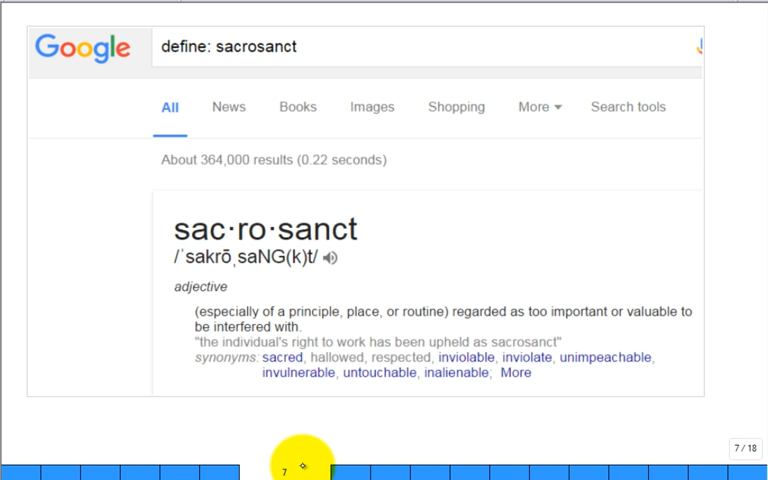 Google
define: sacrosanct
All News Books Images Shopping More Search tools
About 364,000 results (0.22 seconds)
sac·ro·sanct
/ˈsakrōˌsaNG(k)t/
adjective
(especially of a principle, place, or routine) regarded as too important or valuable to
be interfered with.
"the individual's right to work has been upheld as sacrosanct"
synonyms: sacred, hallowed, respected, inviolable, inviolate, unimpeachable,
invulnerable, untouchable, inalienable; More
7 / 18
7